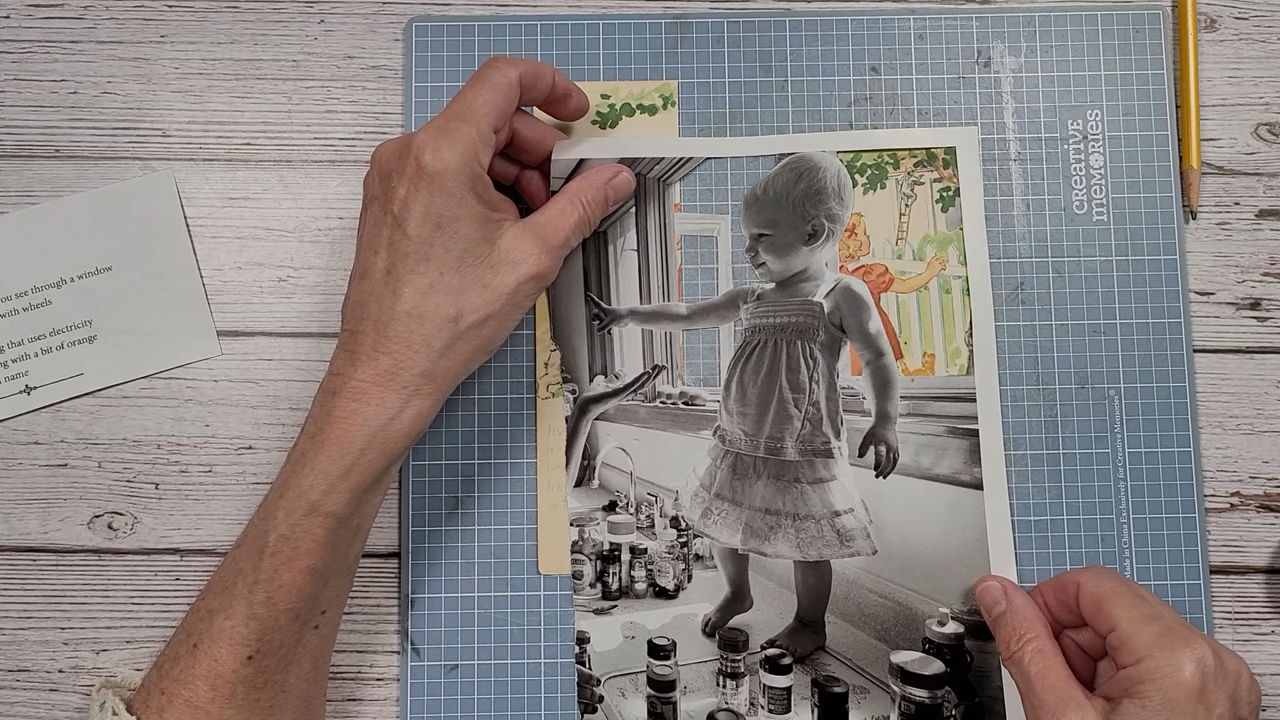 ou see through a window
with wheels
g that uses electricity
ng with a bit of orange
name
creative
memories
Made in China Exclusively for Creative Memories®